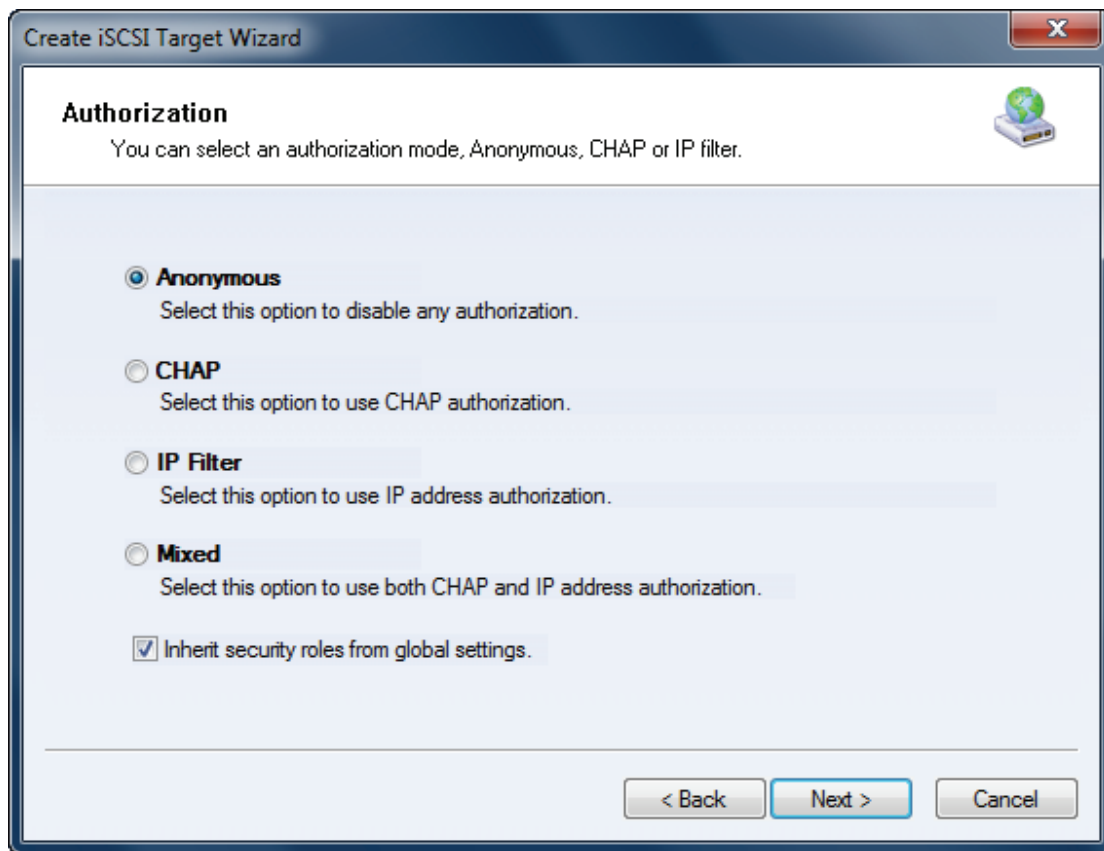 Create iSCSI Target Wizard
Authorization
You can select an authorization mode, Anonymous, CHAP or IP filter.
Anonymous
Select this option to disable any authorization.
CHAP
Select this option to use CHAP authorization.
IP Filter
Select this option to use IP address authorization.
Mixed
Select this option to use both CHAP and IP address authorization.
Inherit security roles from global settings.
< Back Next > Cancel